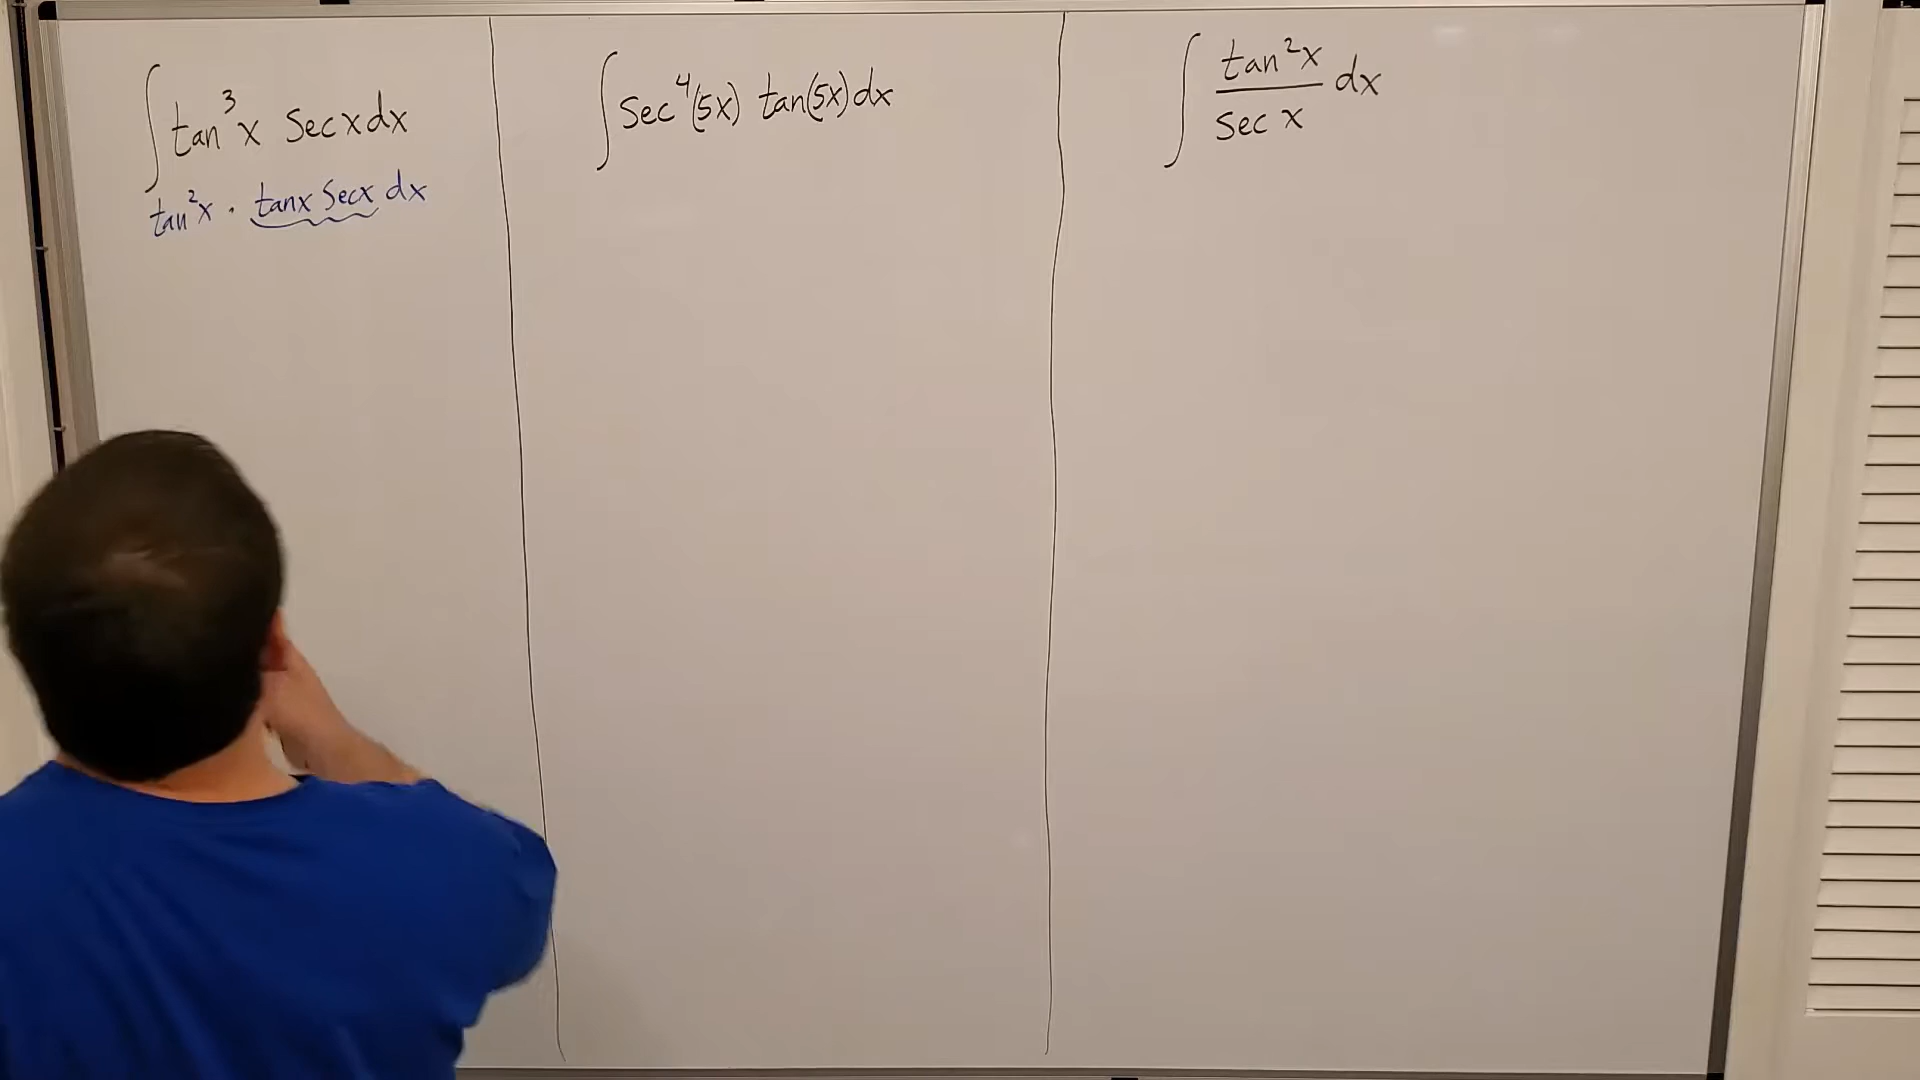 ∫ tan³x secx dx
tan²x · tanx secx dx
∫ sec⁴(5x) tan(5x) dx
∫ tan²x / sec x dx